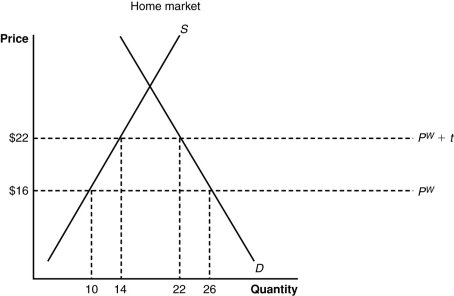 Home market
S
Price
$22
P^W + t
$16
P^W
D
10 14 22 26 Quantity